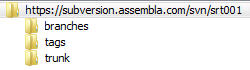 https://subversion.assembla.com/svn/srt001
branches
tags
trunk